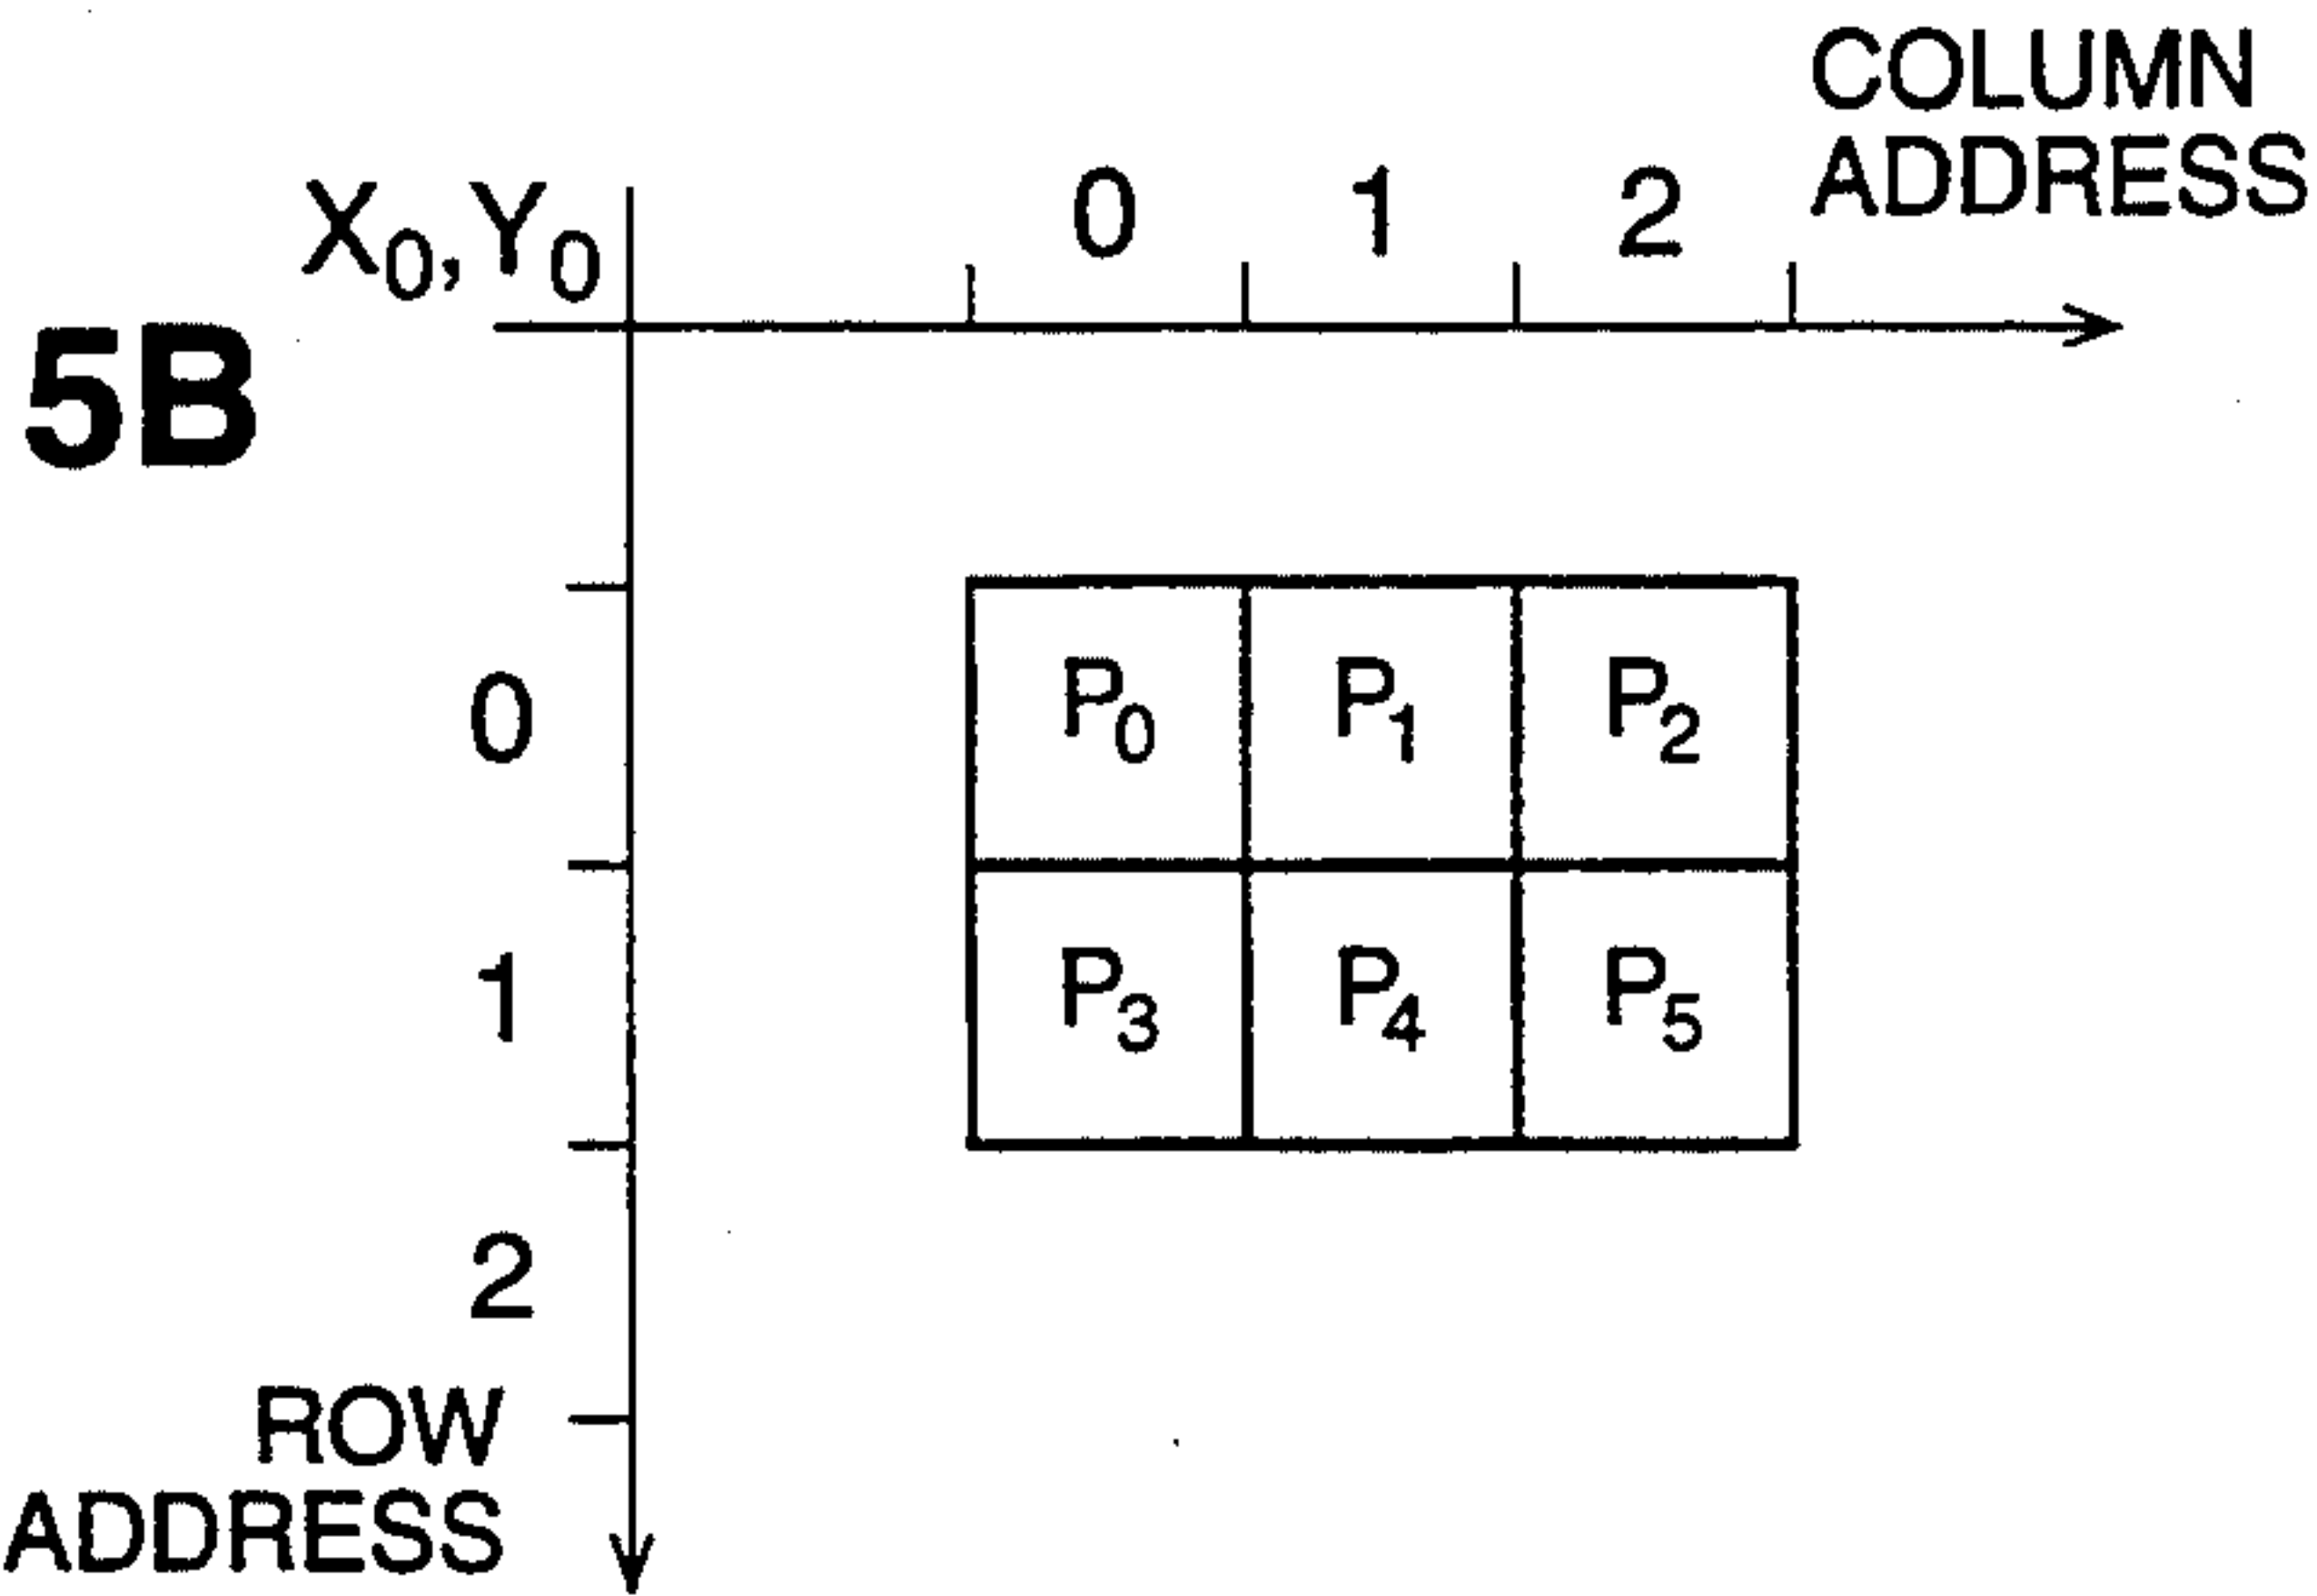 COLUMN
ADDRESS
X₀,Y₀ 0 1 2
5B
0 P₀ P₁ P₂
1 P₃ P₄ P₅
2
ROW
ADDRESS